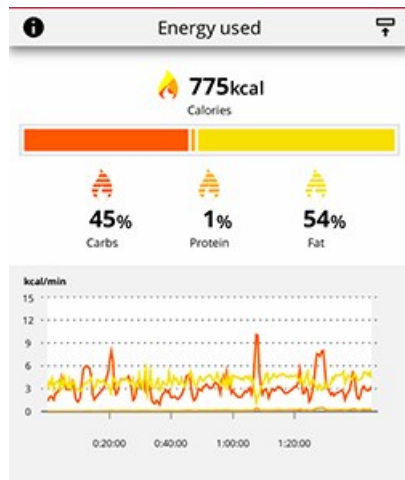 Energy used
775kcal
Calories
45% 1% 54%
Carbs Protein Fat
kcal/min
15
12
9
6
3
0
0:20:00 0:40:00 1:00:00 1:20:00